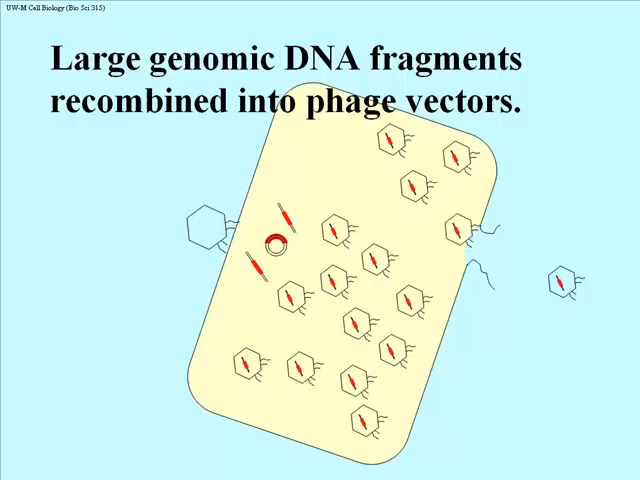 UW-M Cell Biology (Bio Sci 315)
Large genomic DNA fragments
recombined into phage vectors.